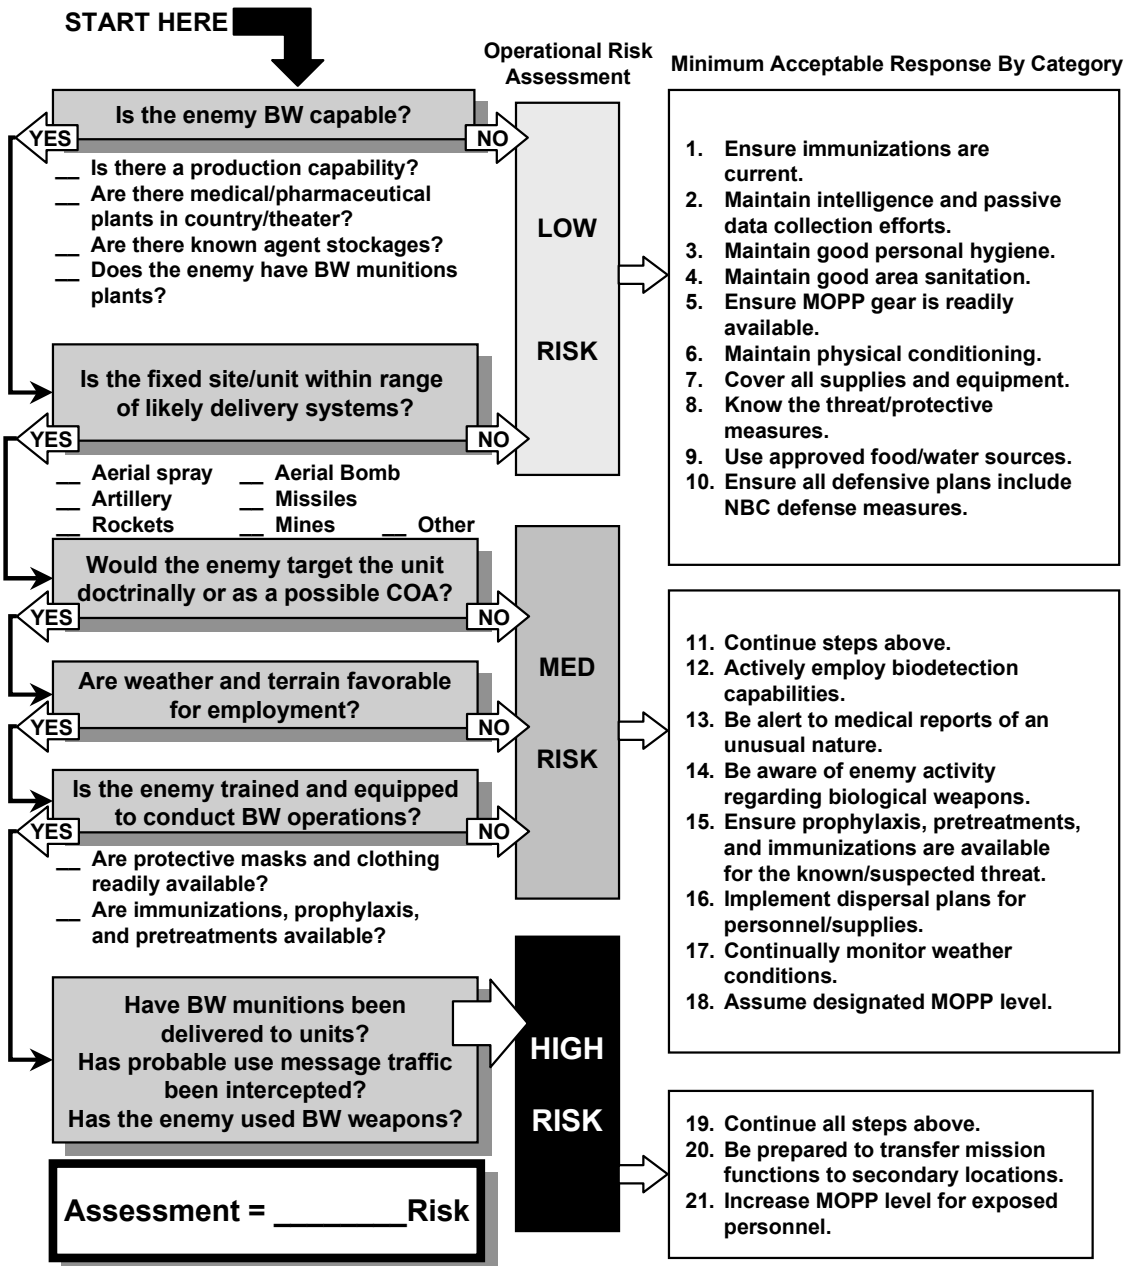 START HERE
Operational Risk
Assessment
Minimum Acceptable Response By Category
Is the enemy BW capable?
YES
NO
__ Is there a production capability?
__ Are there medical/pharmaceutical
plants in country/theater?
__ Are there known agent stockages?
__ Does the enemy have BW munitions
plants?
Is the fixed site/unit within range
of likely delivery systems?
YES
NO
__ Aerial spray __ Aerial Bomb
__ Artillery __ Missiles
__ Rockets __ Mines __ Other
Would the enemy target the unit
doctrinally or as a possible COA?
YES
NO
Are weather and terrain favorable
for employment?
YES
NO
Is the enemy trained and equipped
to conduct BW operations?
YES
NO
__ Are protective masks and clothing
readily available?
__ Are immunizations, prophylaxis,
and pretreatments available?
Have BW munitions been
delivered to units?
Has probable use message traffic
been intercepted?
Has the enemy used BW weapons?
Assessment = ________Risk
LOW
RISK
MED
RISK
HIGH
RISK
1. Ensure immunizations are
current.
2. Maintain intelligence and passive
data collection efforts.
3. Maintain good personal hygiene.
4. Maintain good area sanitation.
5. Ensure MOPP gear is readily
available.
6. Maintain physical conditioning.
7. Cover all supplies and equipment.
8. Know the threat/protective
measures.
9. Use approved food/water sources.
10. Ensure all defensive plans include
NBC defense measures.
11. Continue steps above.
12. Actively employ biodetection
capabilities.
13. Be alert to medical reports of an
unusual nature.
14. Be aware of enemy activity
regarding biological weapons.
15. Ensure prophylaxis, pretreatments,
and immunizations are available
for the known/suspected threat.
16. Implement dispersal plans for
personnel/supplies.
17. Continually monitor weather
conditions.
18. Assume designated MOPP level.
19. Continue all steps above.
20. Be prepared to transfer mission
functions to secondary locations.
21. Increase MOPP level for exposed
personnel.